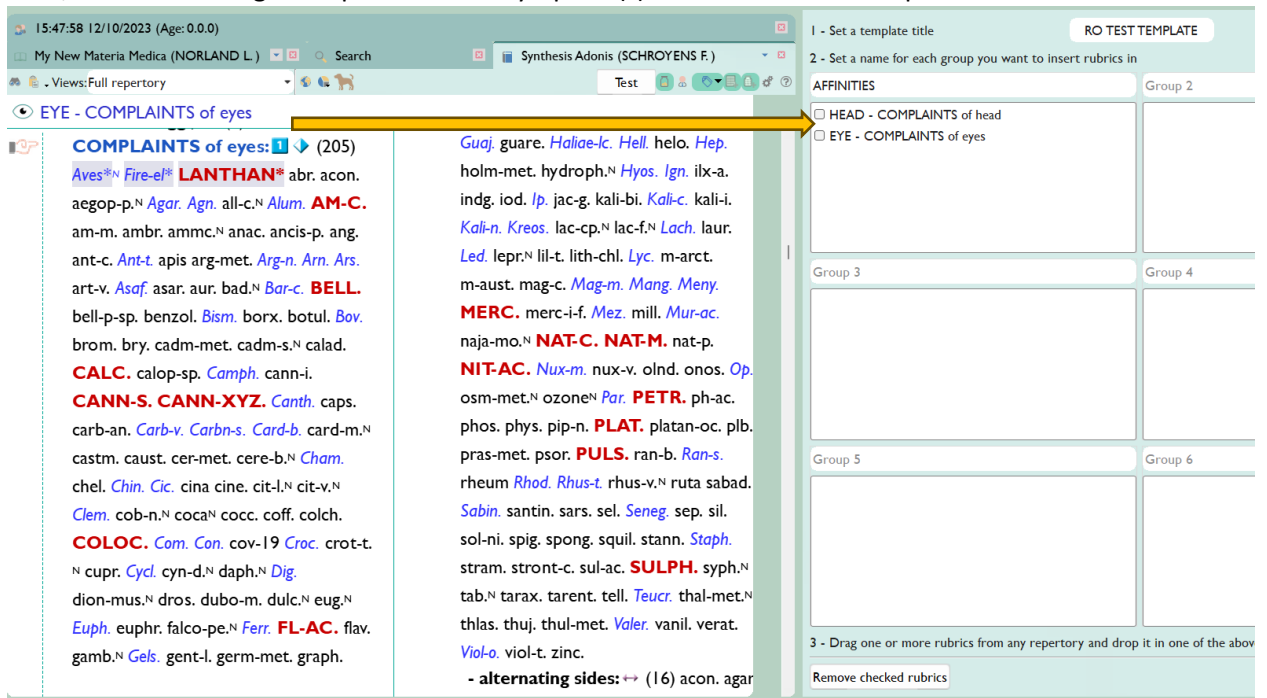 15:47:58 12/10/2023 (Age: 0.0.0)
My New Materia Medica (NORLAND L.)
Search
Synthesis Adonis (SCHROYENS F.)
Views: Full repertory
Test
EYE - COMPLAINTS of eyes
COMPLAINTS of eyes: 1 (205)
Aves*N Fire-el* LANTHAN* abr. acon.
aegop-p.N Agar. Agn. all-c.N Alum. AM-C.
am-m. ambr. ammc.N anac. ancis-p. ang.
ant-c. Ant-t. apis arg-met. Arg-n. Arn. Ars.
art-v. Asaf. asar. aur. bad.N Bar-c. BELL.
bell-p-sp. benzol. Bism. borx. botul. Bov.
brom. bry. cadm-met. cadm-s.N calad.
CALC. calop-sp. Camph. cann-i.
CANN-S. CANN-XYZ. Canth. caps.
carb-an. Carb-v. Carbn-s. Card-b. card-m.N
castm. caust. cer-met. cere-b.N Cham.
chel. Chin. Cic. cina cine. cit-l.N cit-v.N
Clem. cob-n.N cocaN cocc. coff. colch.
COLOC. Com. Con. cov-19 Croc. crot-t.
N cupr. Cycl. cyn-d.N daph.N Dig.
dion-mus.N dros. dubo-m. dulc.N eug.N
Euph. euphr. falco-pe.N Ferr. FL-AC. flav.
gamb.N Gels. gent-l. germ-met. graph.
Guaj. guare. Haliae-lc. Hell. helo. Hep.
holm-met. hydroph.N Hyos. Ign. ilx-a.
indg. iod. Ip. jac-g. kali-bi. Kali-c. kali-i.
Kali-n. Kreos. lac-cp.N lac-f.N Lach. laur.
Led. lepr.N lil-t. lith-chl. Lyc. m-arct.
m-aust. mag-c. Mag-m. Mang. Meny.
MERC. merc-i-f. Mez. mill. Mur-ac.
naja-mo.N NAT-C. NAT-M. nat-p.
NIT-AC. Nux-m. nux-v. olnd. onos. Op.
osm-met.N ozoneN Par. PETR. ph-ac.
phos. phys. pip-n. PLAT. platan-oc. plb.
pras-met. psor. PULS. ran-b. Ran-s.
rheum Rhod. Rhus-t. rhus-v.N ruta sabad.
Sabin. santin. sars. sel. Seneg. sep. sil.
sol-ni. spig. spong. squil. stann. Staph.
stram. stront-c. sul-ac. SULPH. syph.N
tab.N tarax. tarent. tell. Teucr. thal-met.N
thlas. thuj. thul-met. Valer. vanil. verat.
Viol-o. viol-t. zinc.
- alternating sides: ↔ (16) acon. agar
1 - Set a template title
RO TEST TEMPLATE
2 - Set a name for each group you want to insert rubrics in
AFFINITIES
Group 2
HEAD - COMPLAINTS of head
EYE - COMPLAINTS of eyes
Group 3
Group 4
Group 5
Group 6
3 - Drag one or more rubrics from any repertory and drop it in one of the abov
Remove checked rubrics